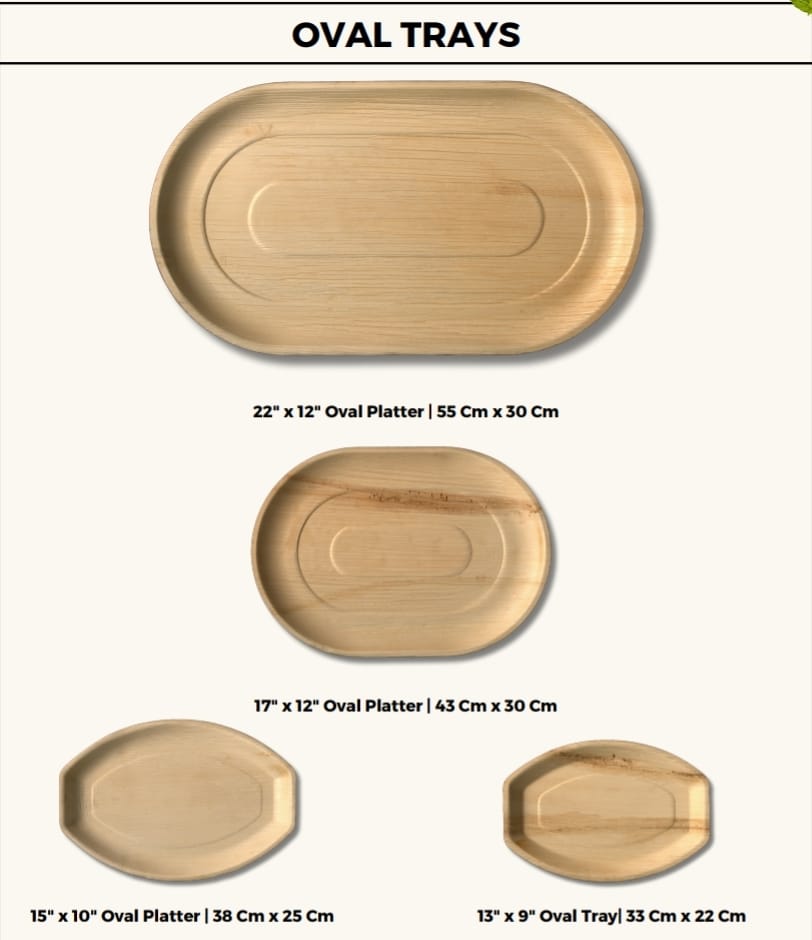 OVAL TRAYS
22" x 12" Oval Platter | 55 Cm x 30 Cm
17" x 12" Oval Platter | 43 Cm x 30 Cm
15" x 10" Oval Platter | 38 Cm x 25 Cm
13" x 9" Oval Tray| 33 Cm x 22 Cm